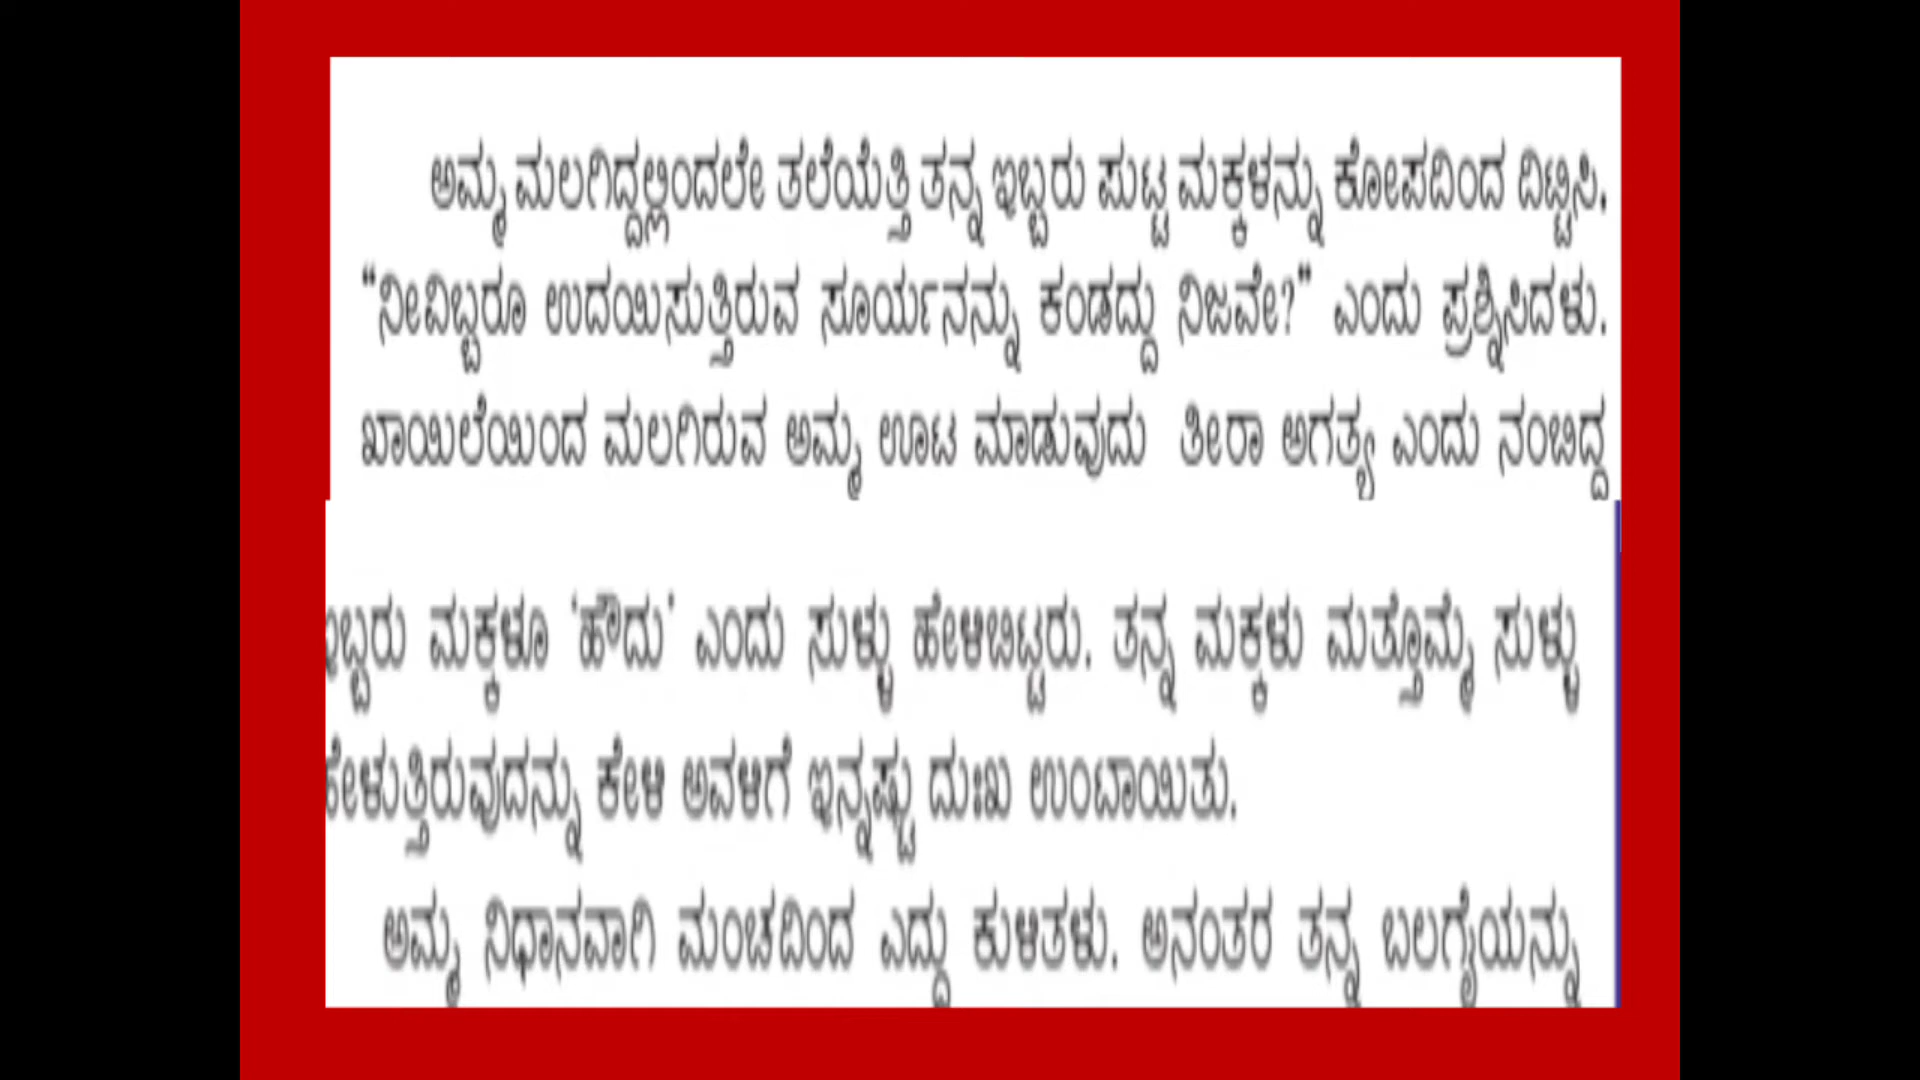 ಅಮ್ಮ ಮಲಗಿದ್ದಲ್ಲಿಂದಲೇ ತಲೆಯೆತ್ತಿ ತನ್ನ ಇಬ್ಬರು ಪುಟ್ಟ ಮಕ್ಕಳನ್ನು ಕೋಪದಿಂದ ದಿಟ್ಟಿಸಿ,
“ನೀವಿಬ್ಬರೂ ಉದಯಿಸುತ್ತಿರುವ ಸೂರ್ಯನನ್ನು ಕಂಡದ್ದು ನಿಜವೇ?” ಎಂದು ಪ್ರಶ್ನಿಸಿದಳು.
ಖಾಯಿಲೆಯಿಂದ ಮಲಗಿರುವ ಅಮ್ಮ ಊಟ ಮಾಡುವುದು ತೀರಾ ಅಗತ್ಯ ಎಂದು ನಂಬಿದ್ದ
ಇಬ್ಬರು ಮಕ್ಕಳೂ ‘ಹೌದು’ ಎಂದು ಸುಳ್ಳು ಹೇಳಿಬಿಟ್ಟರು. ತನ್ನ ಮಕ್ಕಳು ಮತ್ತೊಮ್ಮೆ ಸುಳ್ಳು
ಹೇಳುತ್ತಿರುವುದನ್ನು ಕೇಳಿ ಅವಳಿಗೆ ಇನ್ನಷ್ಟು ದುಃಖ ಉಂಟಾಯಿತು.
ಅಮ್ಮ ನಿಧಾನವಾಗಿ ಮಂಚದಿಂದ ಎದ್ದು ಕುಳಿತಳು. ಅನಂತರ ತನ್ನ ಬಲಗೈಯನ್ನು